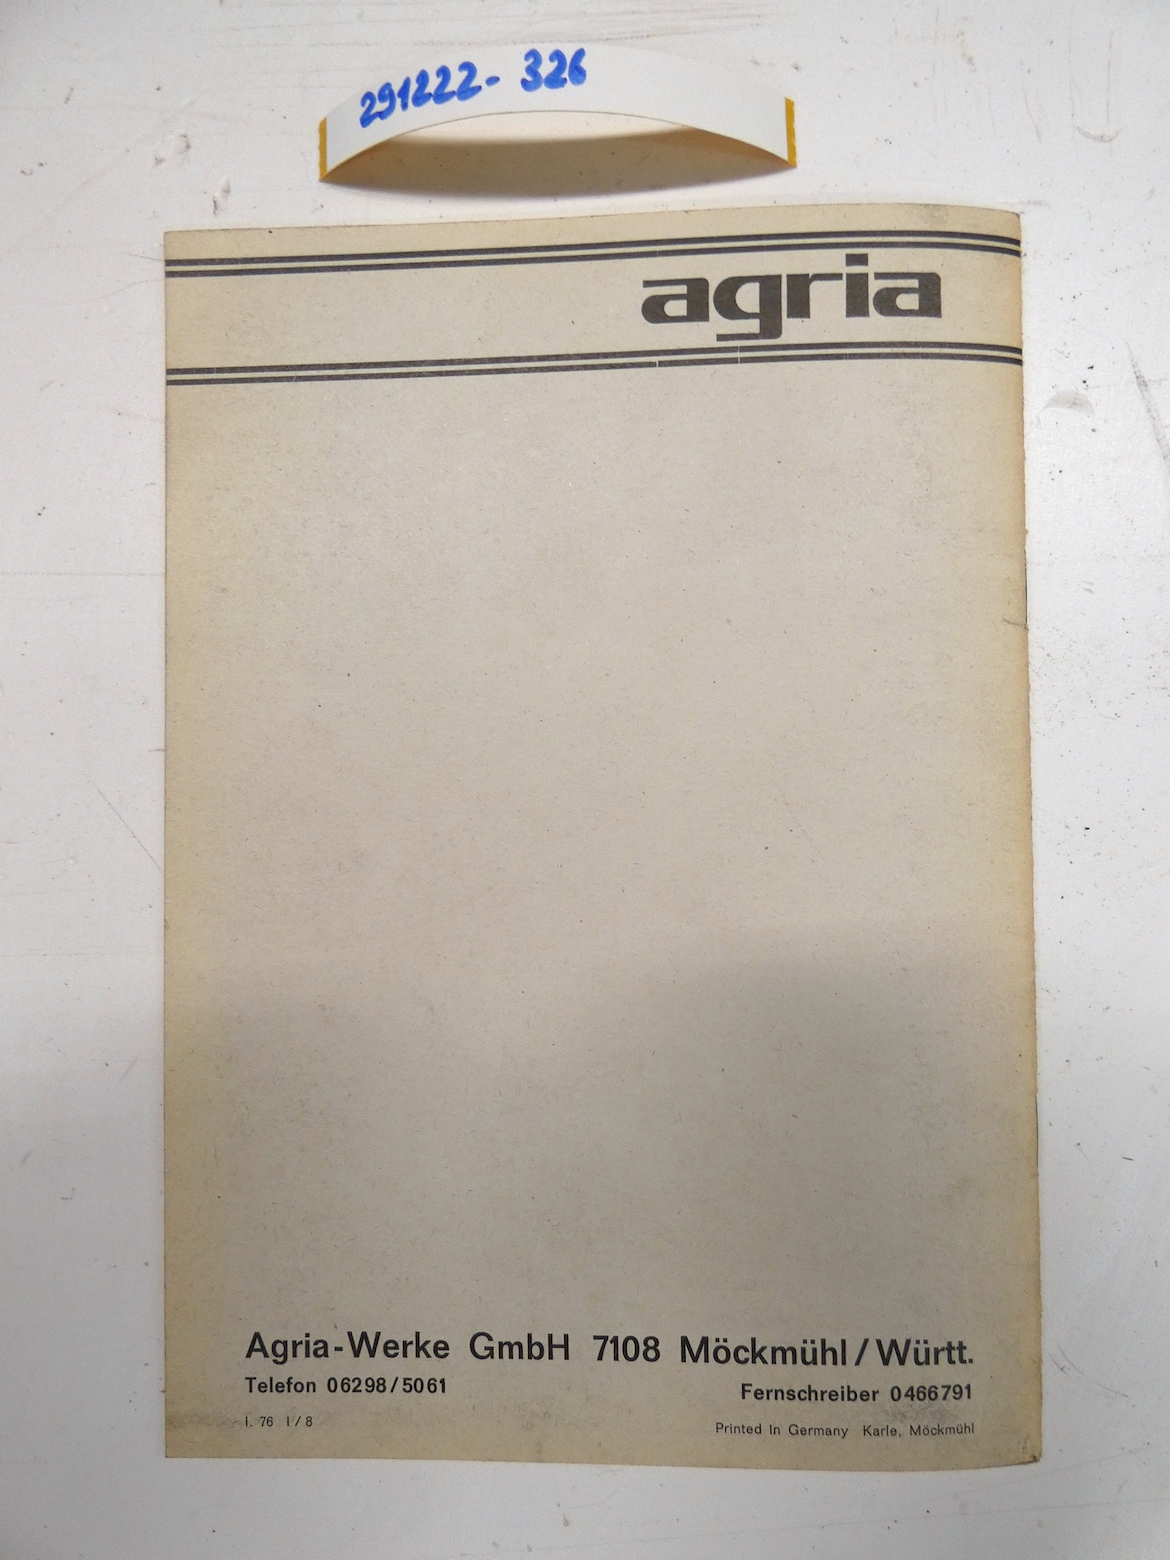 291222- 326
agria
Agria-Werke GmbH 7108 Möckmühl/Württ.
Telefon 06298/5061
Fernschreiber 0466791
I. 76 I/8
Printed in Germany Karle, Möckmühl